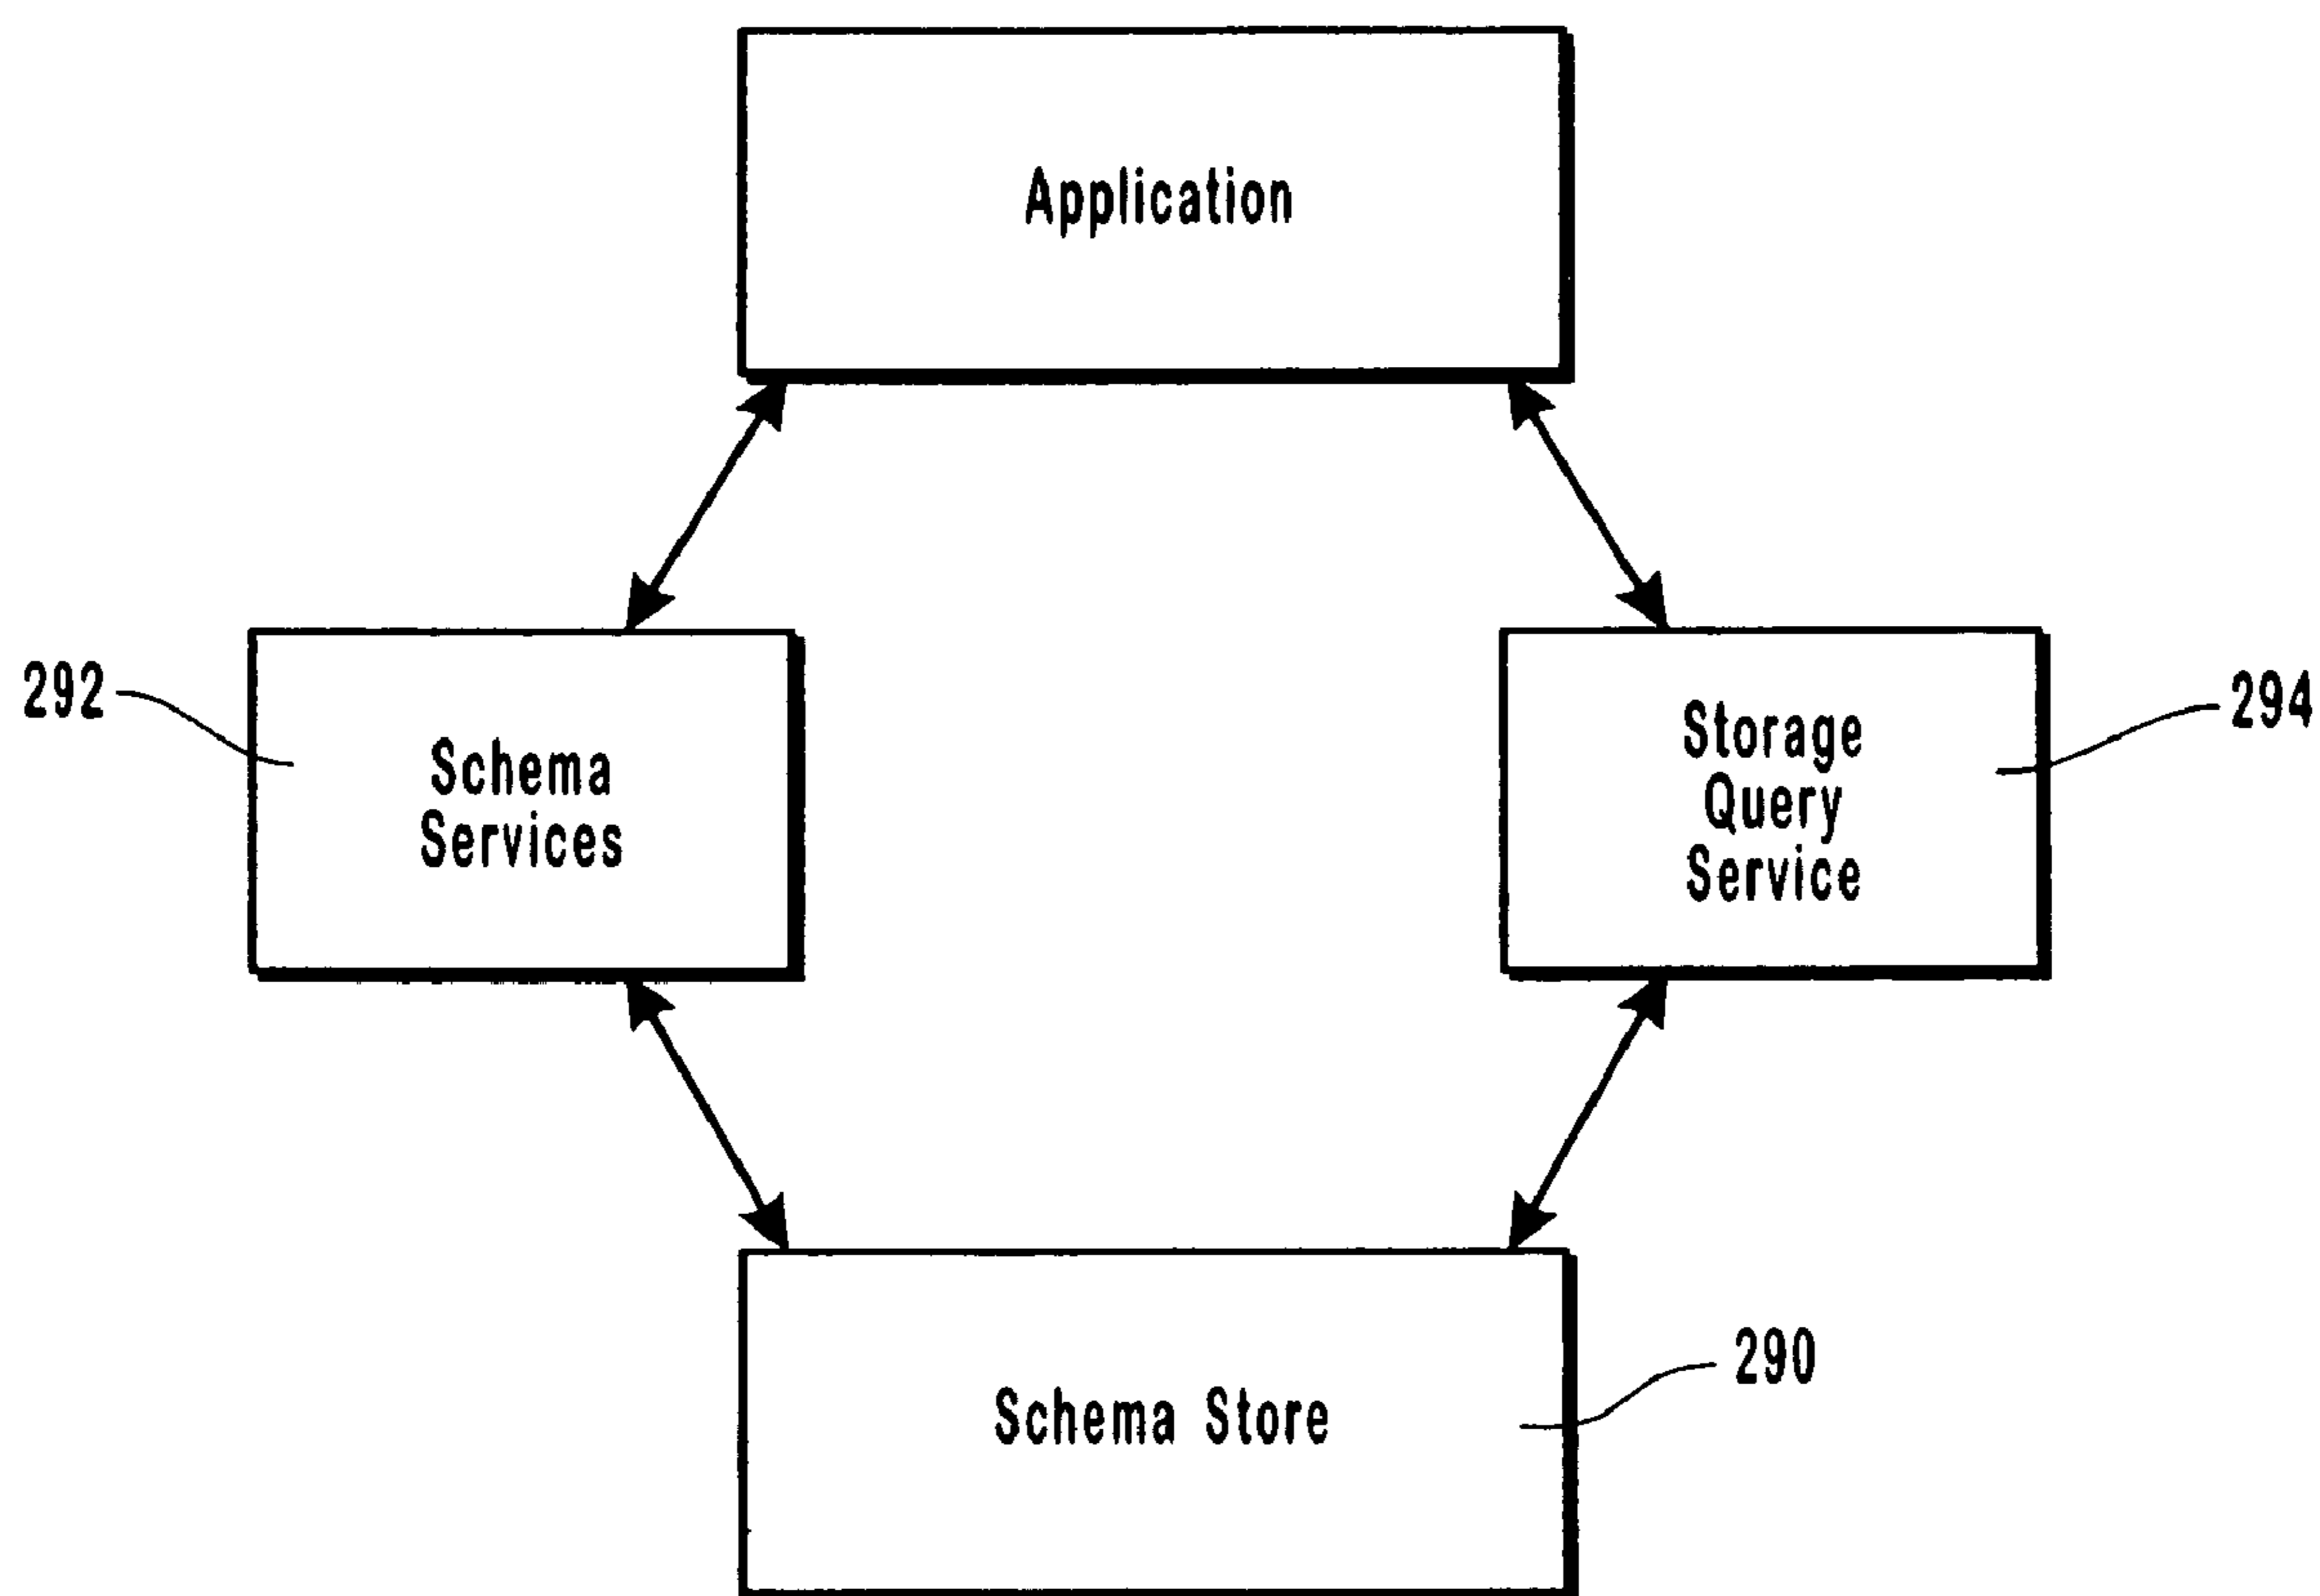 Application
292
Schema
Services
Storage
Query
Service
294
Schema Store
290